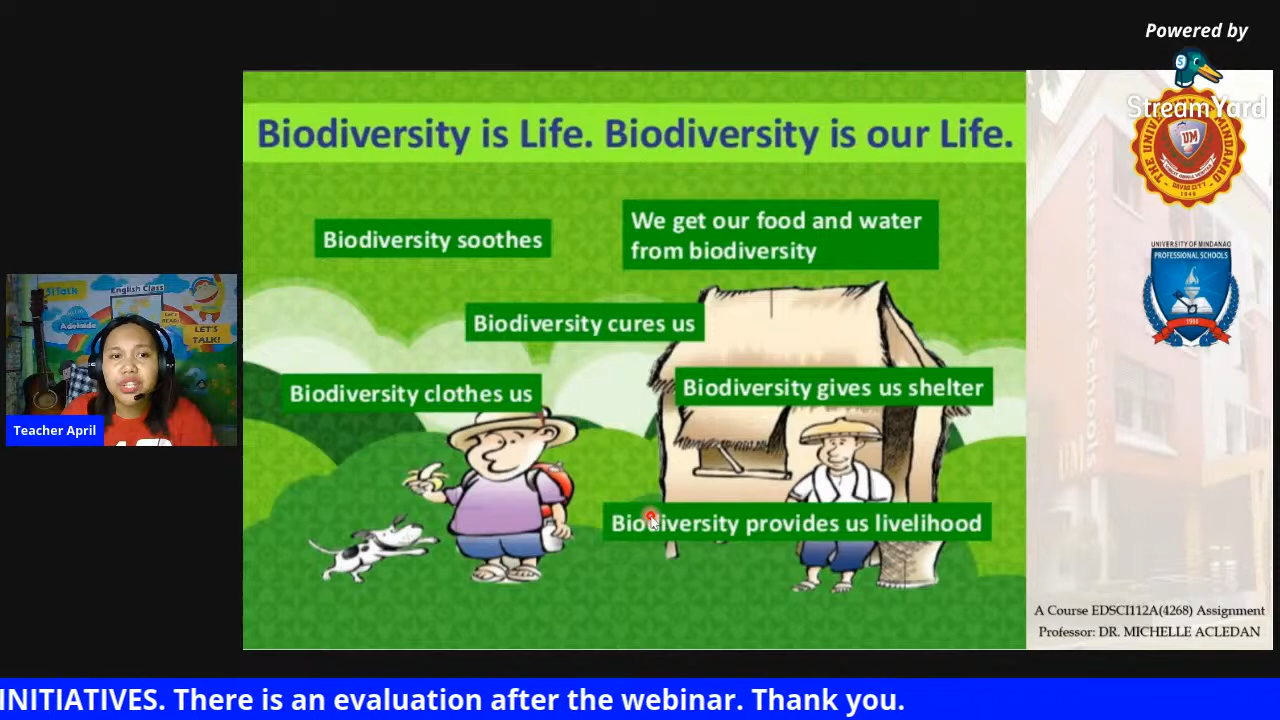 Powered by
StreamYard
Biodiversity is Life. Biodiversity is our Life.
Biodiversity soothes
We get our food and water
from biodiversity
Biodiversity cures us
Biodiversity clothes us
Biodiversity gives us shelter
Biodiversity provides us livelihood
English Class
Adelaide
LET'S
TALK!
Teacher April
UM
UNIVERSITY OF MINDANAO
PROFESSIONAL SCHOOLS
A Course EDSCI112A(4268) Assignment
Professor: DR. MICHELLE ACLEDAN
INITIATIVES. There is an evaluation after the webinar. Thank you.